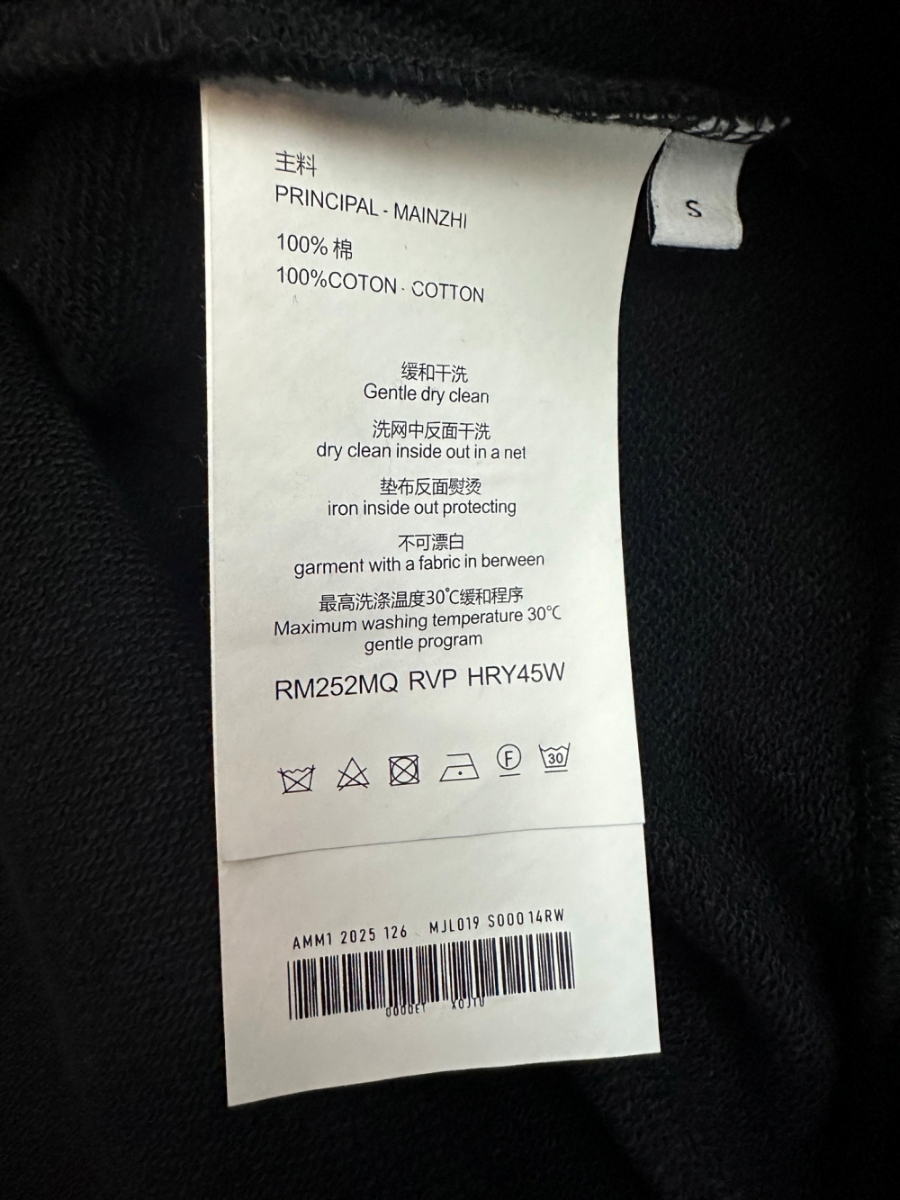 主料
PRINCIPAL - MAINZHI
100% 棉
100%COTON · COTTON
S
缓和干洗
Gentle dry clean
洗网中反面干洗
dry clean inside out in a net
垫布反面熨烫
iron inside out protecting
不可漂白
garment with a fabric in berween
最高洗涤温度30℃缓和程序
Maximum washing temperature 30℃
gentle program
RM252MQ RVP HRY45W
F
30
AMM1 2025 126 MJL019 S00014RW